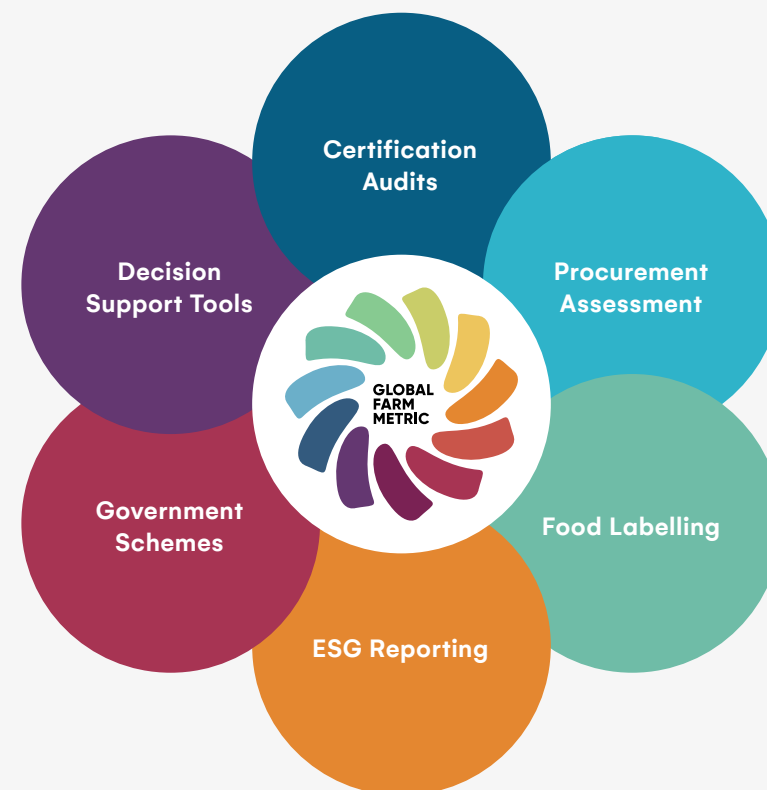 Certification
Audits
Procurement
Assessment
Food Labelling
ESG Reporting
Government
Schemes
Decision
Support Tools
GLOBAL
FARM
METRIC